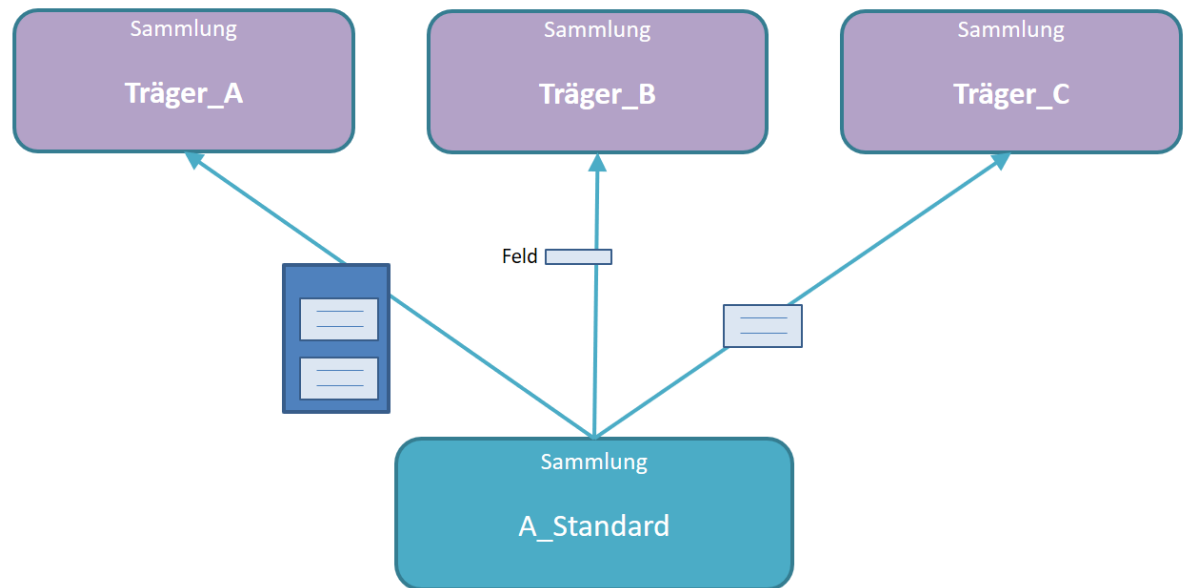 Sammlung
Träger_A
Sammlung
Träger_B
Sammlung
Träger_C
Feld
Sammlung
A_Standard